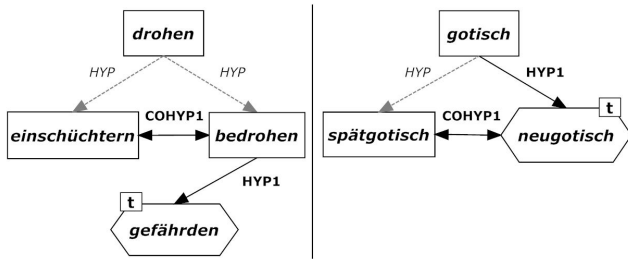 drohen
HYP HYP
einschüchtern COHYP1 bedrohen
HYP1
t
gefährden
gotisch
HYP HYP1
t
spätgotisch COHYP1 neugotisch